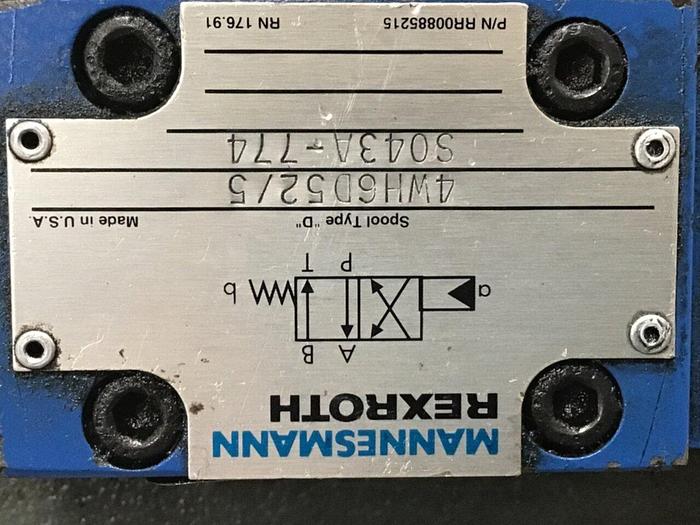 MANNESMANN
REXROTH
A B
a b
P T
Spool Type "D" Made in U.S.A.
4WH6D52/5
S043A-774
P/N RR00885215 RN 176.91